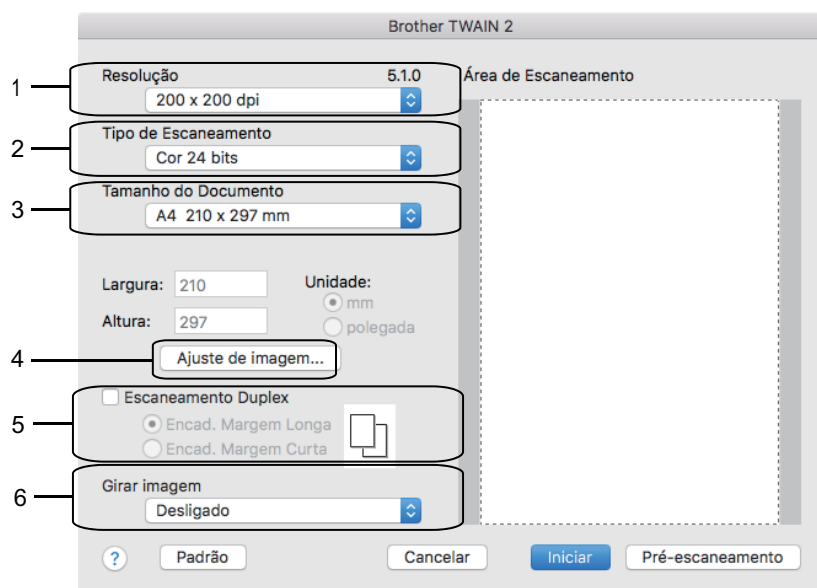 Brother TWAIN 2
1
Resolução 5.1.0
200 x 200 dpi
2
Tipo de Escaneamento
Cor 24 bits
3
Tamanho do Documento
A4 210 x 297 mm
Largura: 210
Altura: 297
Unidade:
mm
polegada
4
Ajuste de imagem...
5
Escaneamento Duplex
Encad. Margem Longa
Encad. Margem Curta
6
Girar imagem
Desligado
Área de Escaneamento
? Padrão Cancelar Iniciar Pré-escaneamento